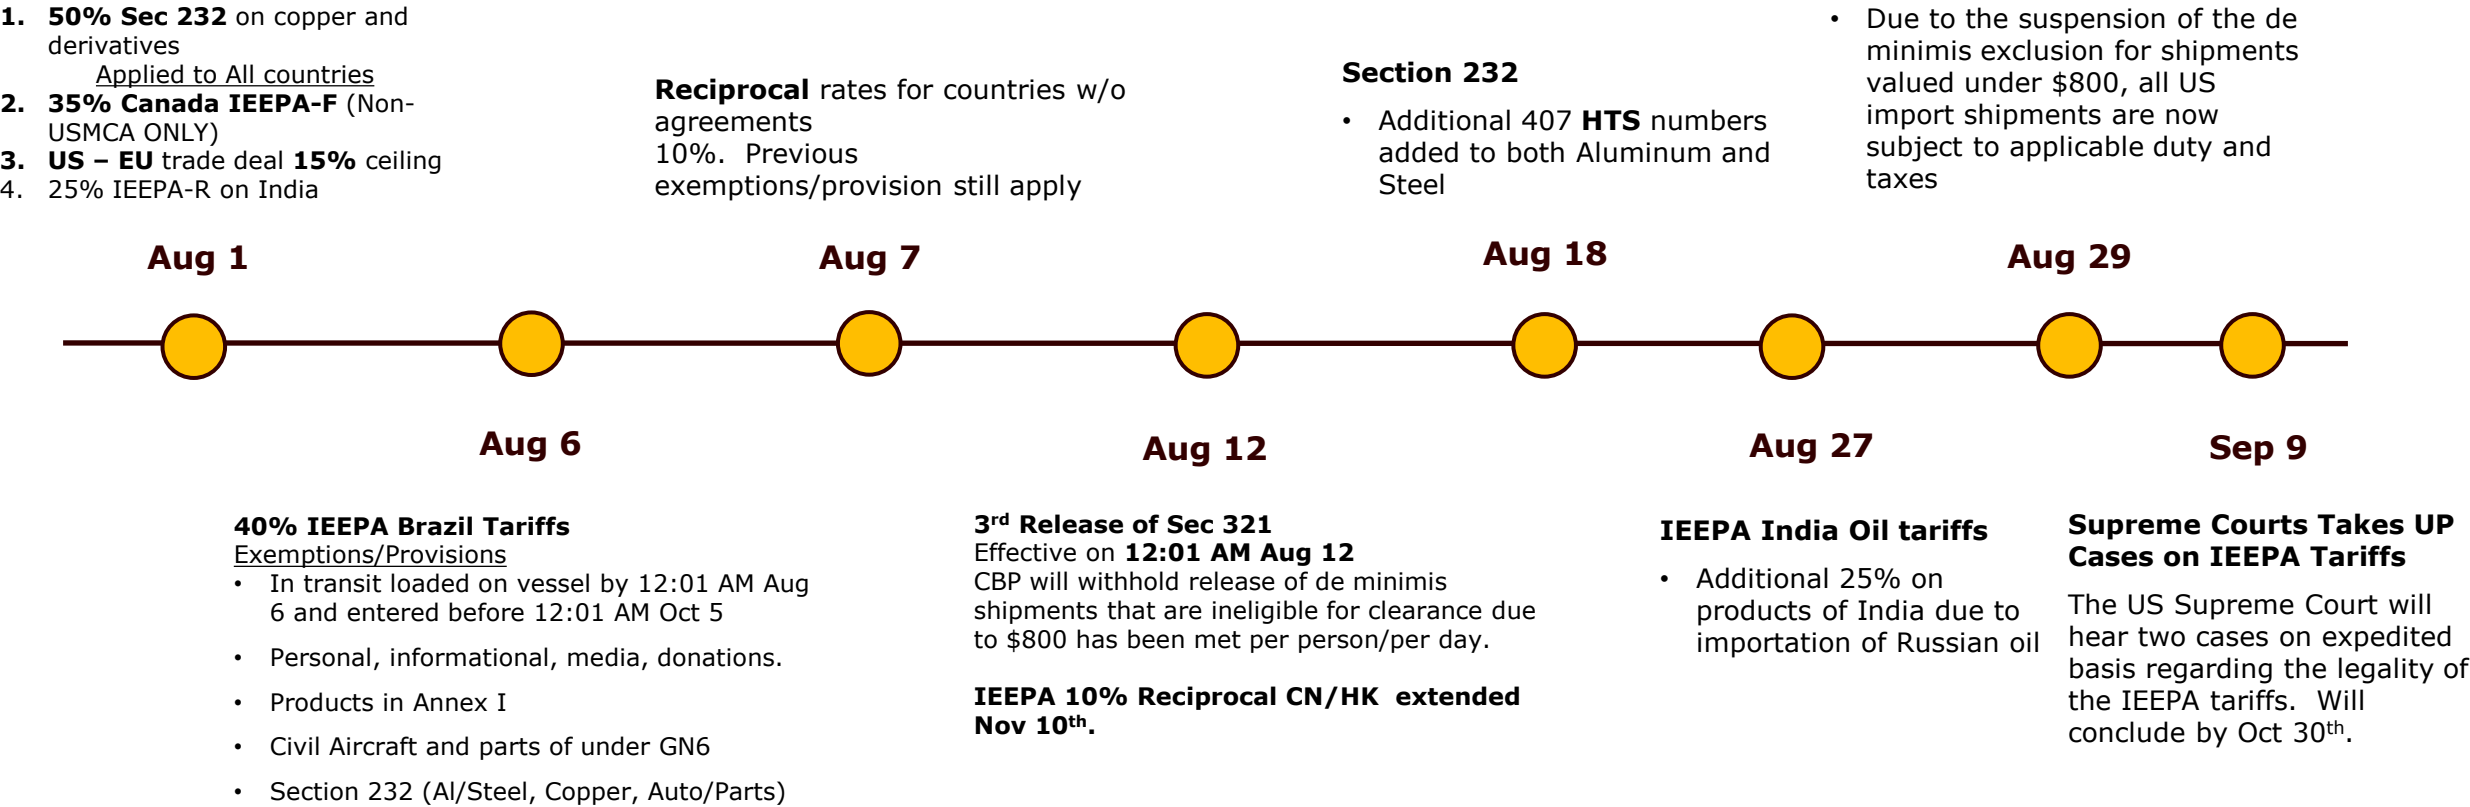 1. 50% Sec 232 on copper and
derivatives
Applied to All countries
2. 35% Canada IEEPA-F (Non-
USMCA ONLY)
3. US – EU trade deal 15% ceiling
4. 25% IEEPA-R on India
Aug 1
Reciprocal rates for countries w/o
agreements
10%. Previous
exemptions/provision still apply
Aug 7
Section 232
• Additional 407 HTS numbers
added to both Aluminum and
Steel
Aug 18
• Due to the suspension of the de
minimis exclusion for shipments
valued under $800, all US
import shipments are now
subject to applicable duty and
taxes
Aug 29
Aug 6
40% IEEPA Brazil Tariffs
Exemptions/Provisions
• In transit loaded on vessel by 12:01 AM Aug
6 and entered before 12:01 AM Oct 5
• Personal, informational, media, donations.
• Products in Annex I
• Civil Aircraft and parts of under GN6
• Section 232 (Al/Steel, Copper, Auto/Parts)
Aug 12
3rd Release of Sec 321
Effective on 12:01 AM Aug 12
CBP will withhold release of de minimis
shipments that are ineligible for clearance due
to $800 has been met per person/per day.
IEEPA 10% Reciprocal CN/HK extended
Nov 10th.
Aug 27
IEEPA India Oil tariffs
• Additional 25% on
products of India due to
importation of Russian oil
Sep 9
Supreme Courts Takes UP
Cases on IEEPA Tariffs
The US Supreme Court will
hear two cases on expedited
basis regarding the legality of
the IEEPA tariffs. Will
conclude by Oct 30th.